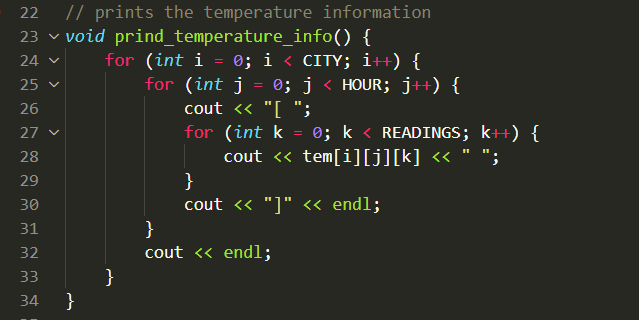 22 // prints the temperature information
23 void prind_temperature_info() {
24 for (int i = 0; i < CITY; i++) {
25 for (int j = 0; j < HOUR; j++) {
26 cout << "[ ";
27 for (int k = 0; k < READINGS; k++) {
28 cout << tem[i][j][k] << " ";
29 }
30 cout << "]" << endl;
31 }
32 cout << endl;
33 }
34 }